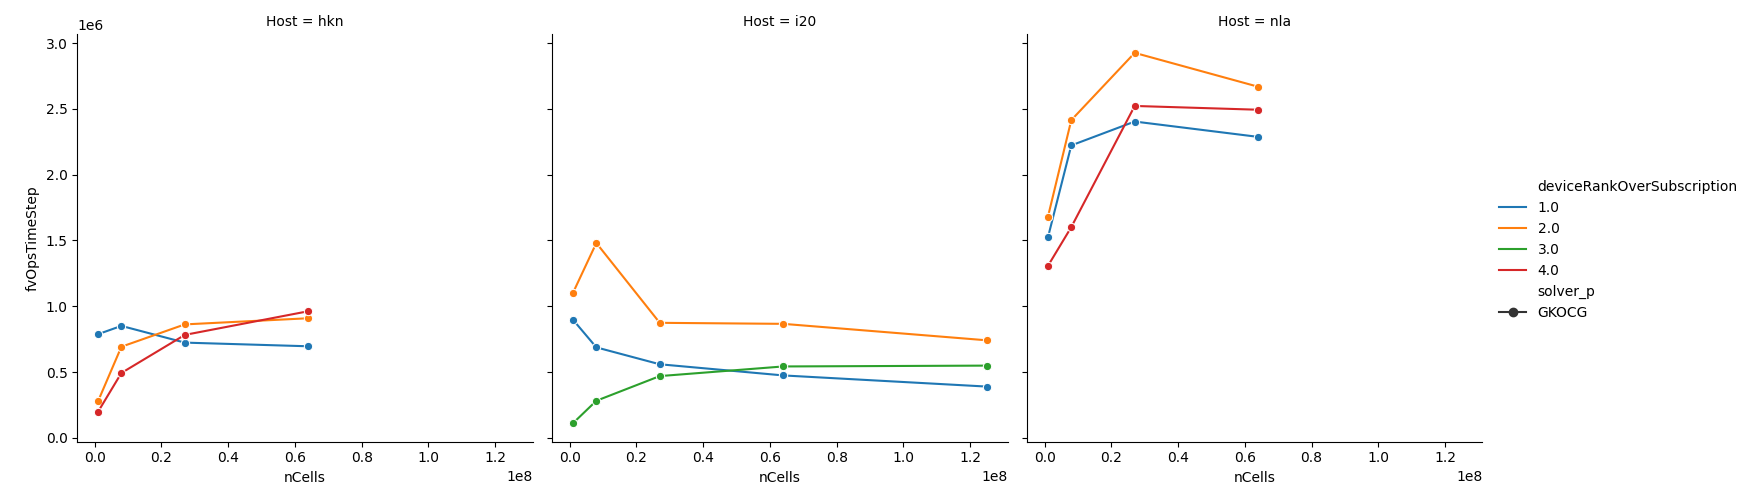 Host = hkn
Host = i20
Host = nla
1e6
3.0
2.5
2.0
1.5
1.0
0.5
0.0
fvOpsTimeStep
0.0 0.2 0.4 0.6 0.8 1.0 1.2
1e8
nCells
0.0 0.2 0.4 0.6 0.8 1.0 1.2
1e8
nCells
0.0 0.2 0.4 0.6 0.8 1.0 1.2
1e8
nCells
deviceRankOverSubscription
1.0
2.0
3.0
4.0
solver_p
GKOCG